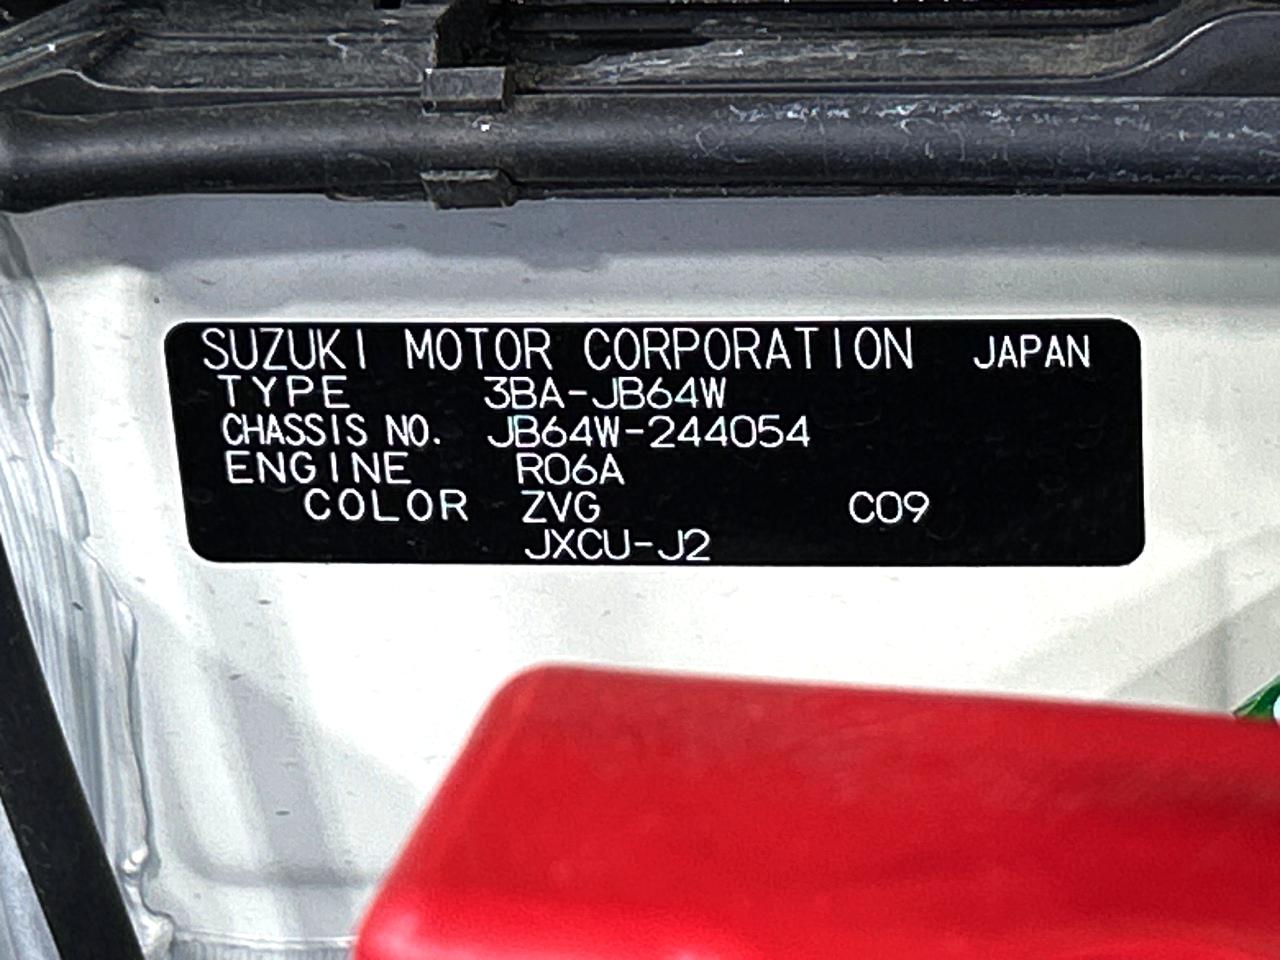 SUZUKI MOTOR CORPORATION JAPAN
TYPE 3BA-JB64W
CHASSIS NO. JB64W-244054
ENGINE R06A
COLOR ZVG C09
JXCU-J2